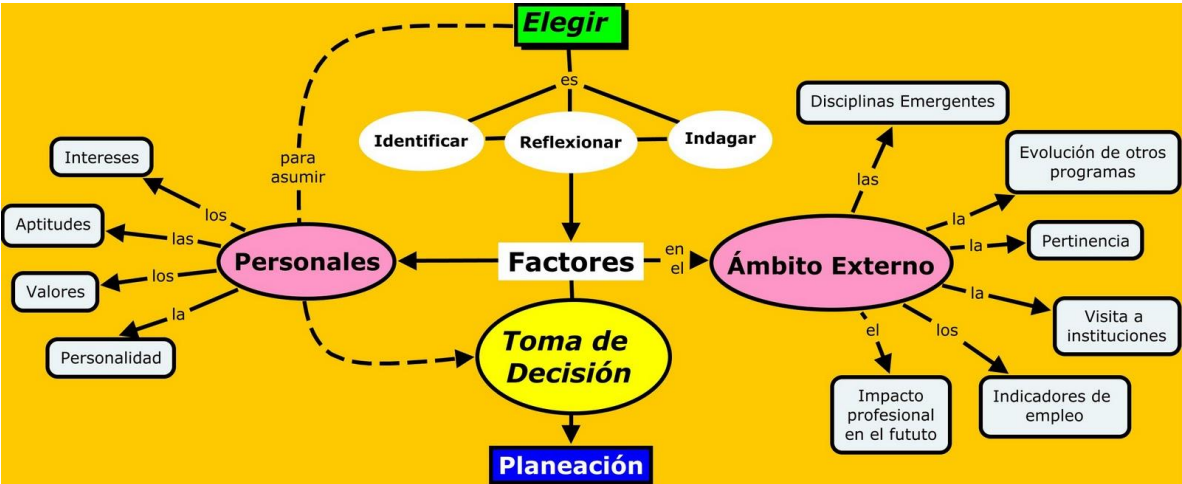 Elegir
es
Identificar
Reflexionar
Indagar
para
asumir
Disciplinas Emergentes
las
Evolución de otros
programas
la
Pertinencia
la
Visita a
instituciones
la
Indicadores de
empleo
los
Impacto
profesional
en el fututo
el
Intereses
los
Aptitudes
las
Valores
los
Personalidad
la
Personales
Factores
en
el
Ámbito Externo
Toma de
Decisión
Planeación